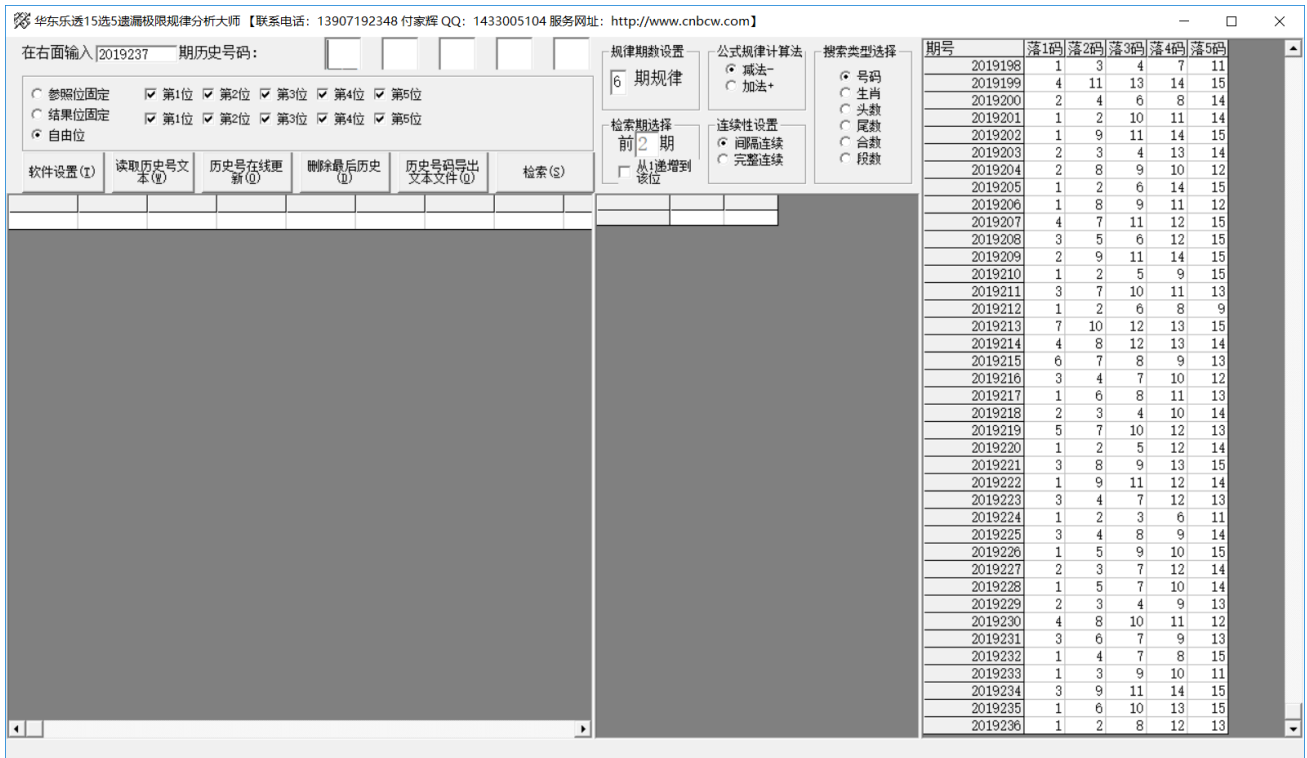 华东乐透15选5遗漏极限规律分析大师 【联系电话：13907192348 付家辉 QQ：1433005104 服务网址：http://www.cnbcw.com】
在右面输入 2019237 期历史号码：
参照位固定 第1位 第2位 第3位 第4位 第5位
结果位固定 第1位 第2位 第3位 第4位 第5位
自由位
软件设置(I)
读取历史号文
本(W)
历史号在线更
新(O)
删除最后历史
(D)
历史号码导出
文本文件(O)
检索(S)
规律期数设置
6 期规律
公式规律计算法
减法-
加法+
检索期选择
前 2 期
从1递增到
该位
连续性设置
间隔连续
完整连续
搜索类型选择
号码
生肖
头数
尾数
合数
段数
期号 落1码 落2码 落3码 落4码 落5码
2019198 1 3 4 7 11
2019199 4 11 13 14 15
2019200 2 4 6 8 14
2019201 1 2 10 11 14
2019202 1 9 11 14 15
2019203 2 3 4 13 14
2019204 2 8 9 10 12
2019205 1 2 6 14 15
2019206 1 8 9 11 12
2019207 4 7 11 12 15
2019208 3 5 6 12 15
2019209 2 9 11 14 15
2019210 1 2 5 9 15
2019211 3 7 10 11 13
2019212 1 2 6 8 9
2019213 7 10 12 13 15
2019214 4 8 12 13 14
2019215 6 7 8 9 13
2019216 3 4 7 10 12
2019217 1 6 8 11 13
2019218 2 3 4 10 14
2019219 5 7 10 12 13
2019220 1 2 5 12 14
2019221 3 8 9 13 15
2019222 1 9 11 12 14
2019223 3 4 7 12 13
2019224 1 2 3 6 11
2019225 3 4 8 9 14
2019226 1 5 9 10 15
2019227 2 3 7 12 14
2019228 1 5 7 10 14
2019229 2 3 4 9 13
2019230 4 8 10 11 12
2019231 3 6 7 9 13
2019232 1 4 7 8 15
2019233 1 3 9 10 11
2019234 3 9 11 14 15
2019235 1 6 10 13 15
2019236 1 2 8 12 13